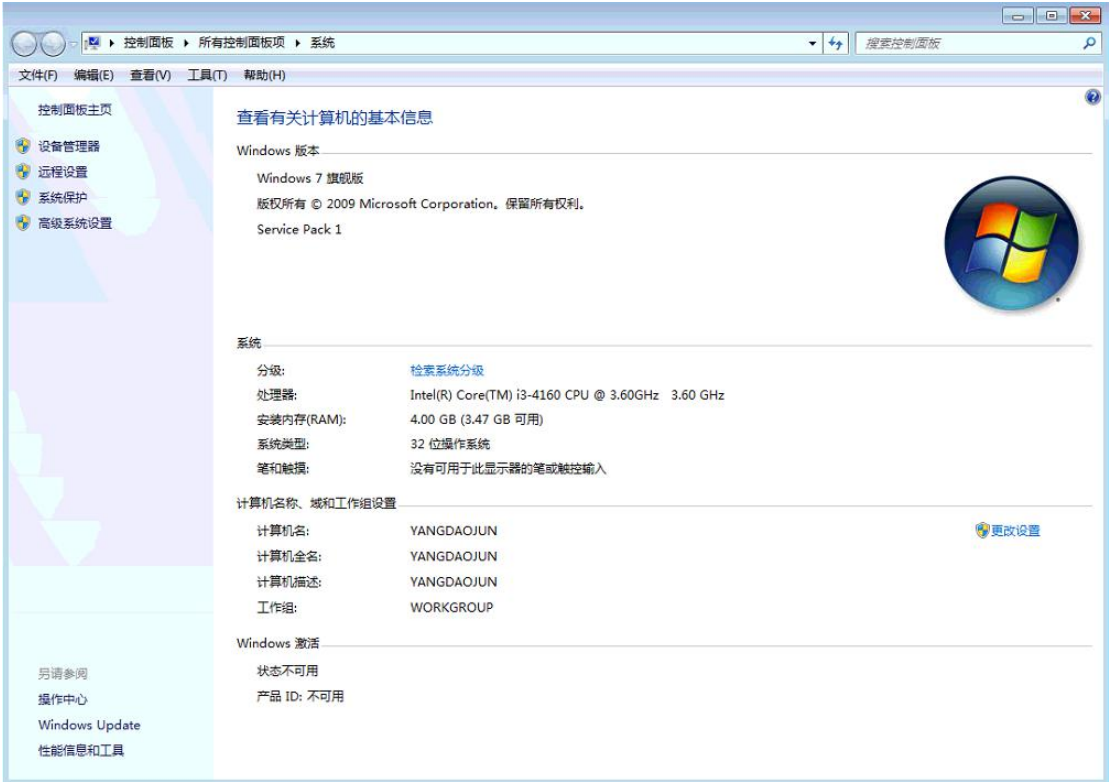 控制面板 ▸ 所有控制面板项 ▸ 系统
搜索控制面板
文件(F) 编辑(E) 查看(V) 工具(T) 帮助(H)
控制面板主页
设备管理器
远程设置
系统保护
高级系统设置
另请参阅
操作中心
Windows Update
性能信息和工具
查看有关计算机的基本信息
Windows 版本
Windows 7 旗舰版
版权所有 © 2009 Microsoft Corporation。保留所有权利。
Service Pack 1
系统
分级: 检索系统分级
处理器: Intel(R) Core(TM) i3-4160 CPU @ 3.60GHz 3.60 GHz
安装内存(RAM): 4.00 GB (3.47 GB 可用)
系统类型: 32 位操作系统
笔和触摸: 没有可用于此显示器的笔或触控输入
计算机名称、域和工作组设置
计算机名: YANGDAOJUN 更改设置
计算机全名: YANGDAOJUN
计算机描述: YANGDAOJUN
工作组: WORKGROUP
Windows 激活
状态不可用
产品 ID: 不可用